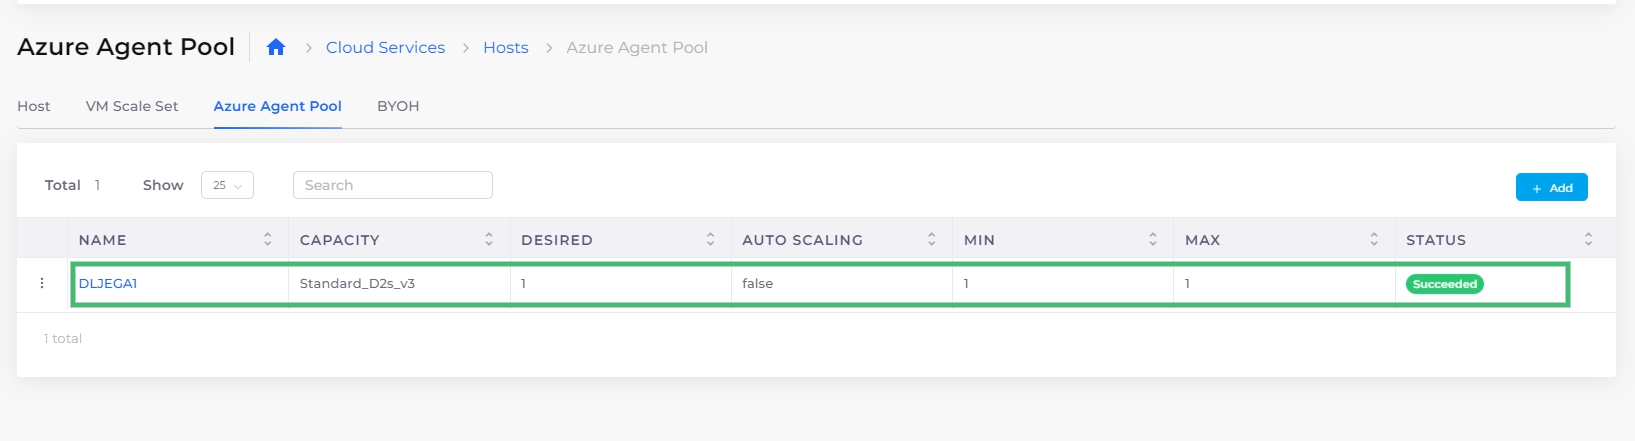 Azure Agent Pool Cloud Services Hosts Azure Agent Pool
Host VM Scale Set Azure Agent Pool BYOH
Total 1 Show 25 Search + Add
NAME CAPACITY DESIRED AUTO SCALING MIN MAX STATUS
DLJEGA1 Standard_D2s_v3 1 false 1 1 Succeeded
1 total